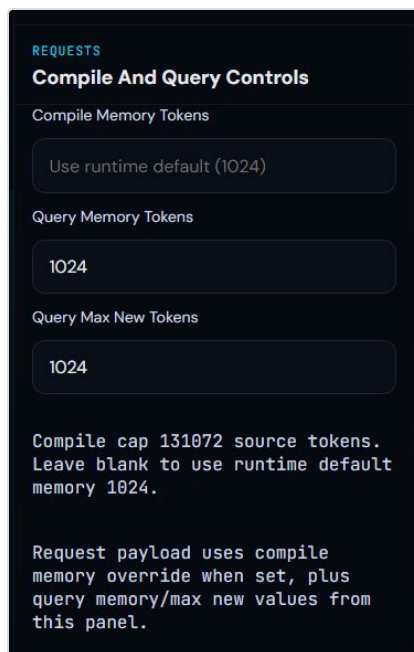 REQUESTS
Compile And Query Controls
Compile Memory Tokens
Use runtime default (1024)
Query Memory Tokens
1024
Query Max New Tokens
1024
Compile cap 131072 source tokens.
Leave blank to use runtime default
memory 1024.
Request payload uses compile
memory override when set, plus
query memory/max new values from
this panel.